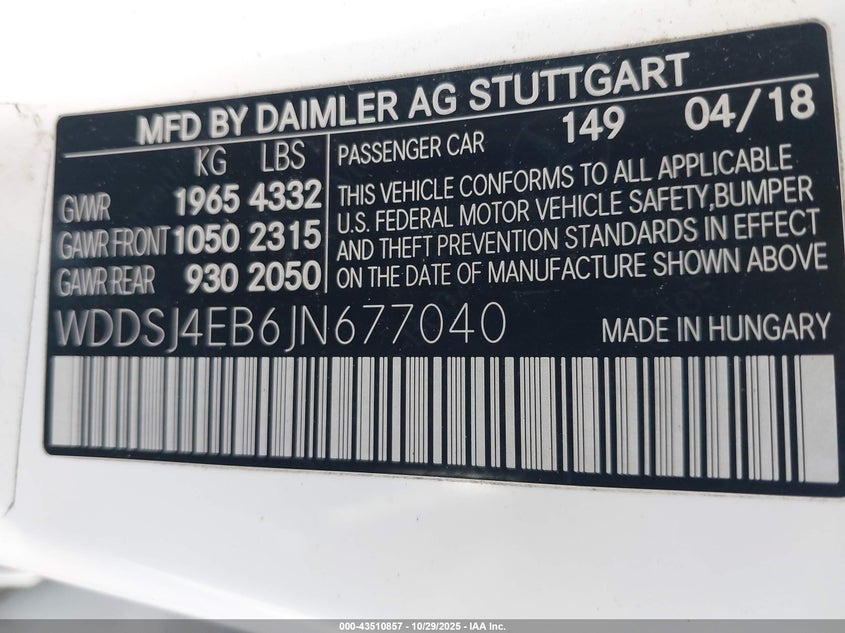 MFD BY DAIMLER AG STUTTGART
KG LBS
GVWR 1965 4332
GAWR FRONT 1050 2315
GAWR REAR 930 2050
PASSENGER CAR 149 04/18
THIS VEHICLE CONFORMS TO ALL APPLICABLE
U.S. FEDERAL MOTOR VEHICLE SAFETY,BUMPER
AND THEFT PREVENTION STANDARDS IN EFFECT
ON THE DATE OF MANUFACTURE SHOWN ABOVE
WDDSJ4EB6JN677040 MADE IN HUNGARY
000-43510857 • 10/29/2025 • IAA Inc.